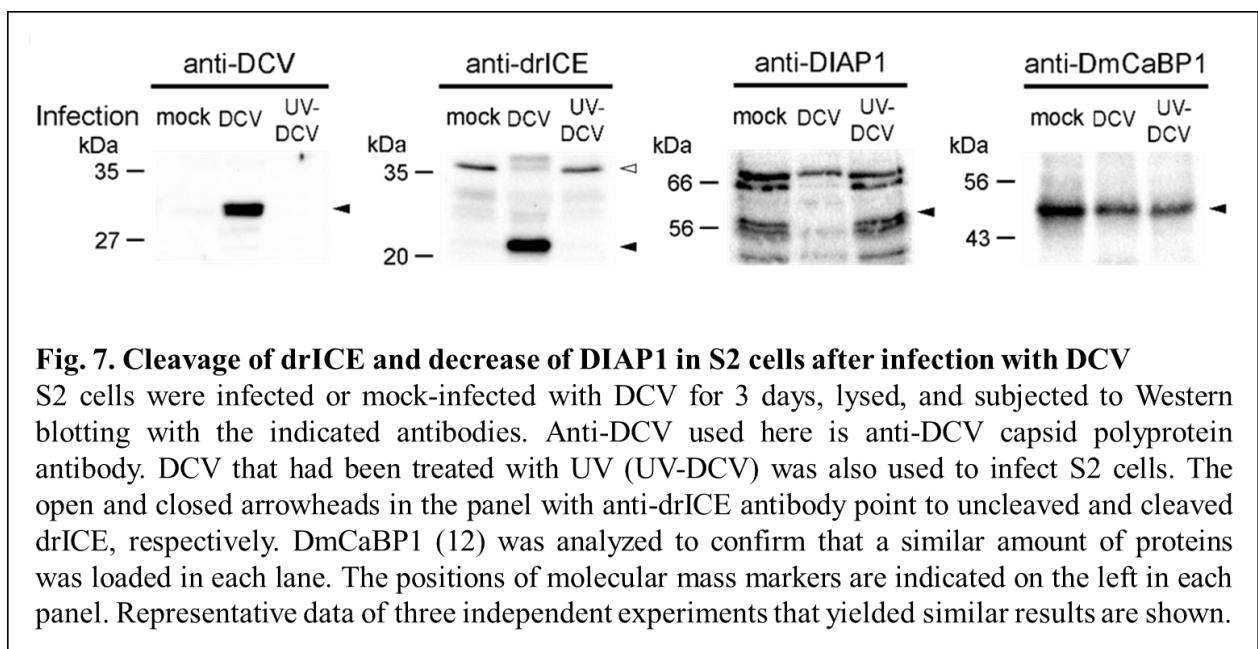 anti-DCV anti-drICE anti-DIAP1 anti-DmCaBP1
Infection mock DCV UV-DCV mock DCV UV-DCV mock DCV UV-DCV mock DCV UV-DCV
kDa kDa kDa kDa
35 35 66 56
27 20 56 43
Fig. 7. Cleavage of drICE and decrease of DIAP1 in S2 cells after infection with DCV
S2 cells were infected or mock-infected with DCV for 3 days, lysed, and subjected to Western
blotting with the indicated antibodies. Anti-DCV used here is anti-DCV capsid polyprotein
antibody. DCV that had been treated with UV (UV-DCV) was also used to infect S2 cells. The
open and closed arrowheads in the panel with anti-drICE antibody point to uncleaved and cleaved
drICE, respectively. DmCaBP1 (12) was analyzed to confirm that a similar amount of proteins
was loaded in each lane. The positions of molecular mass markers are indicated on the left in each
panel. Representative data of three independent experiments that yielded similar results are shown.